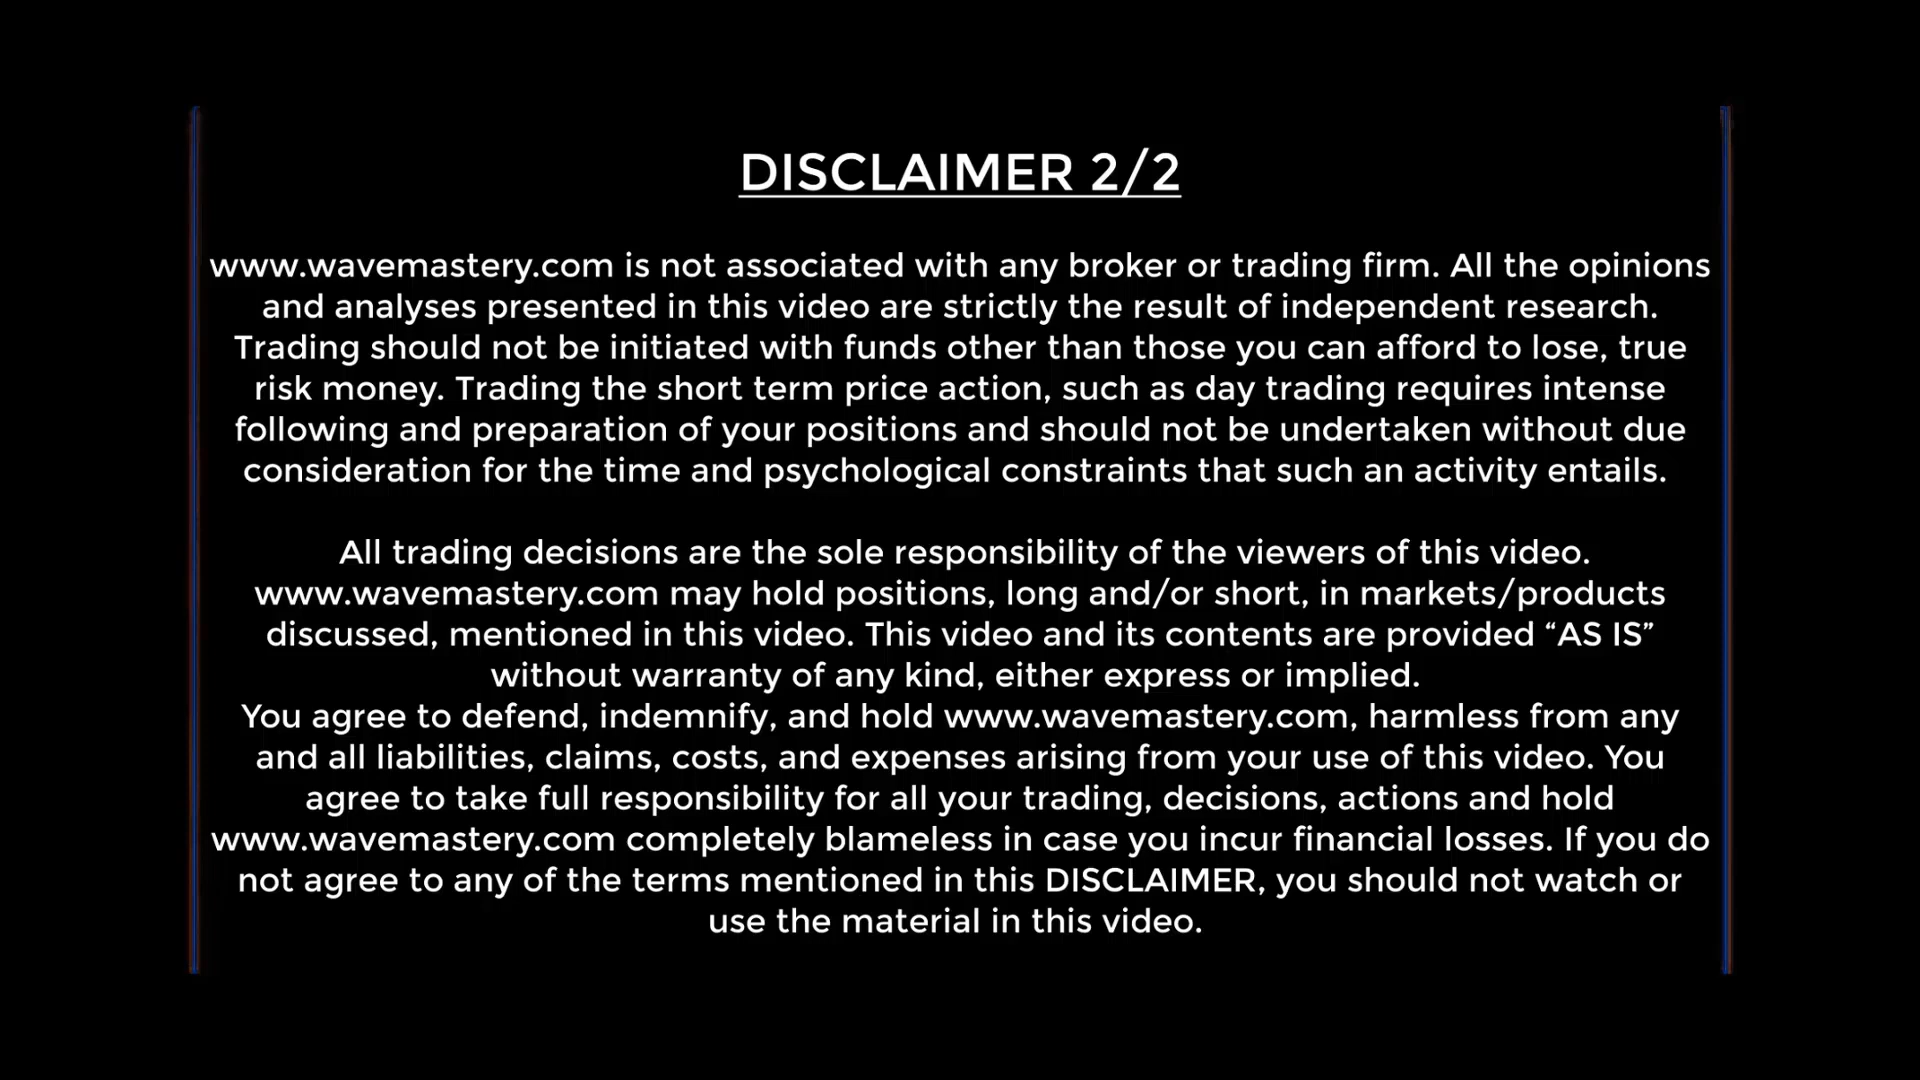 DISCLAIMER 2/2
www.wavemastery.com is not associated with any broker or trading firm. All the opinions
and analyses presented in this video are strictly the result of independent research.
Trading should not be initiated with funds other than those you can afford to lose, true
risk money. Trading the short term price action, such as day trading requires intense
following and preparation of your positions and should not be undertaken without due
consideration for the time and psychological constraints that such an activity entails.
All trading decisions are the sole responsibility of the viewers of this video.
www.wavemastery.com may hold positions, long and/or short, in markets/products
discussed, mentioned in this video. This video and its contents are provided “AS IS”
without warranty of any kind, either express or implied.
You agree to defend, indemnify, and hold www.wavemastery.com, harmless from any
and all liabilities, claims, costs, and expenses arising from your use of this video. You
agree to take full responsibility for all your trading, decisions, actions and hold
www.wavemastery.com completely blameless in case you incur financial losses. If you do
not agree to any of the terms mentioned in this DISCLAIMER, you should not watch or
use the material in this video.